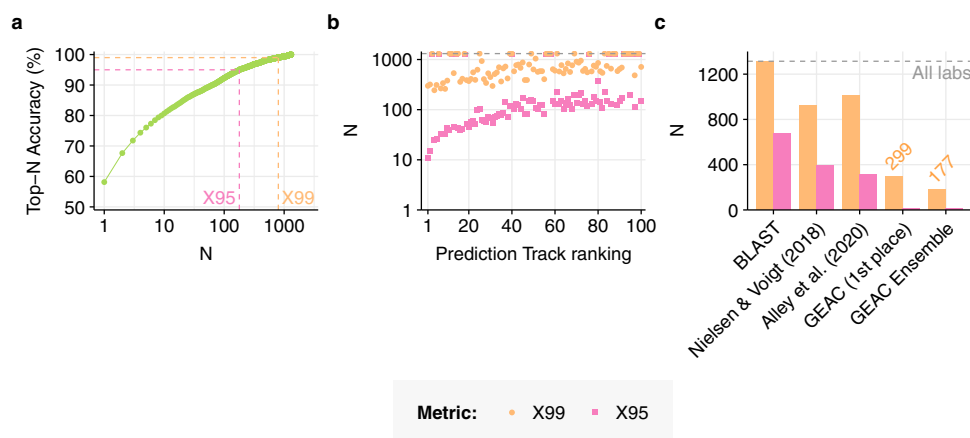 a
Top−N Accuracy (%)
100
90
80
70
60
50
X95
X99
1
10
100
1000
N
b
N
1000
100
10
1
1
20
40
60
80
100
Prediction Track ranking
c
N
1200
800
400
0
All labs
299
177
BLAST
Nielsen & Voigt (2018)
Alley et al. (2020)
GEAC (1st place)
GEAC Ensemble
Metric: X99 X95